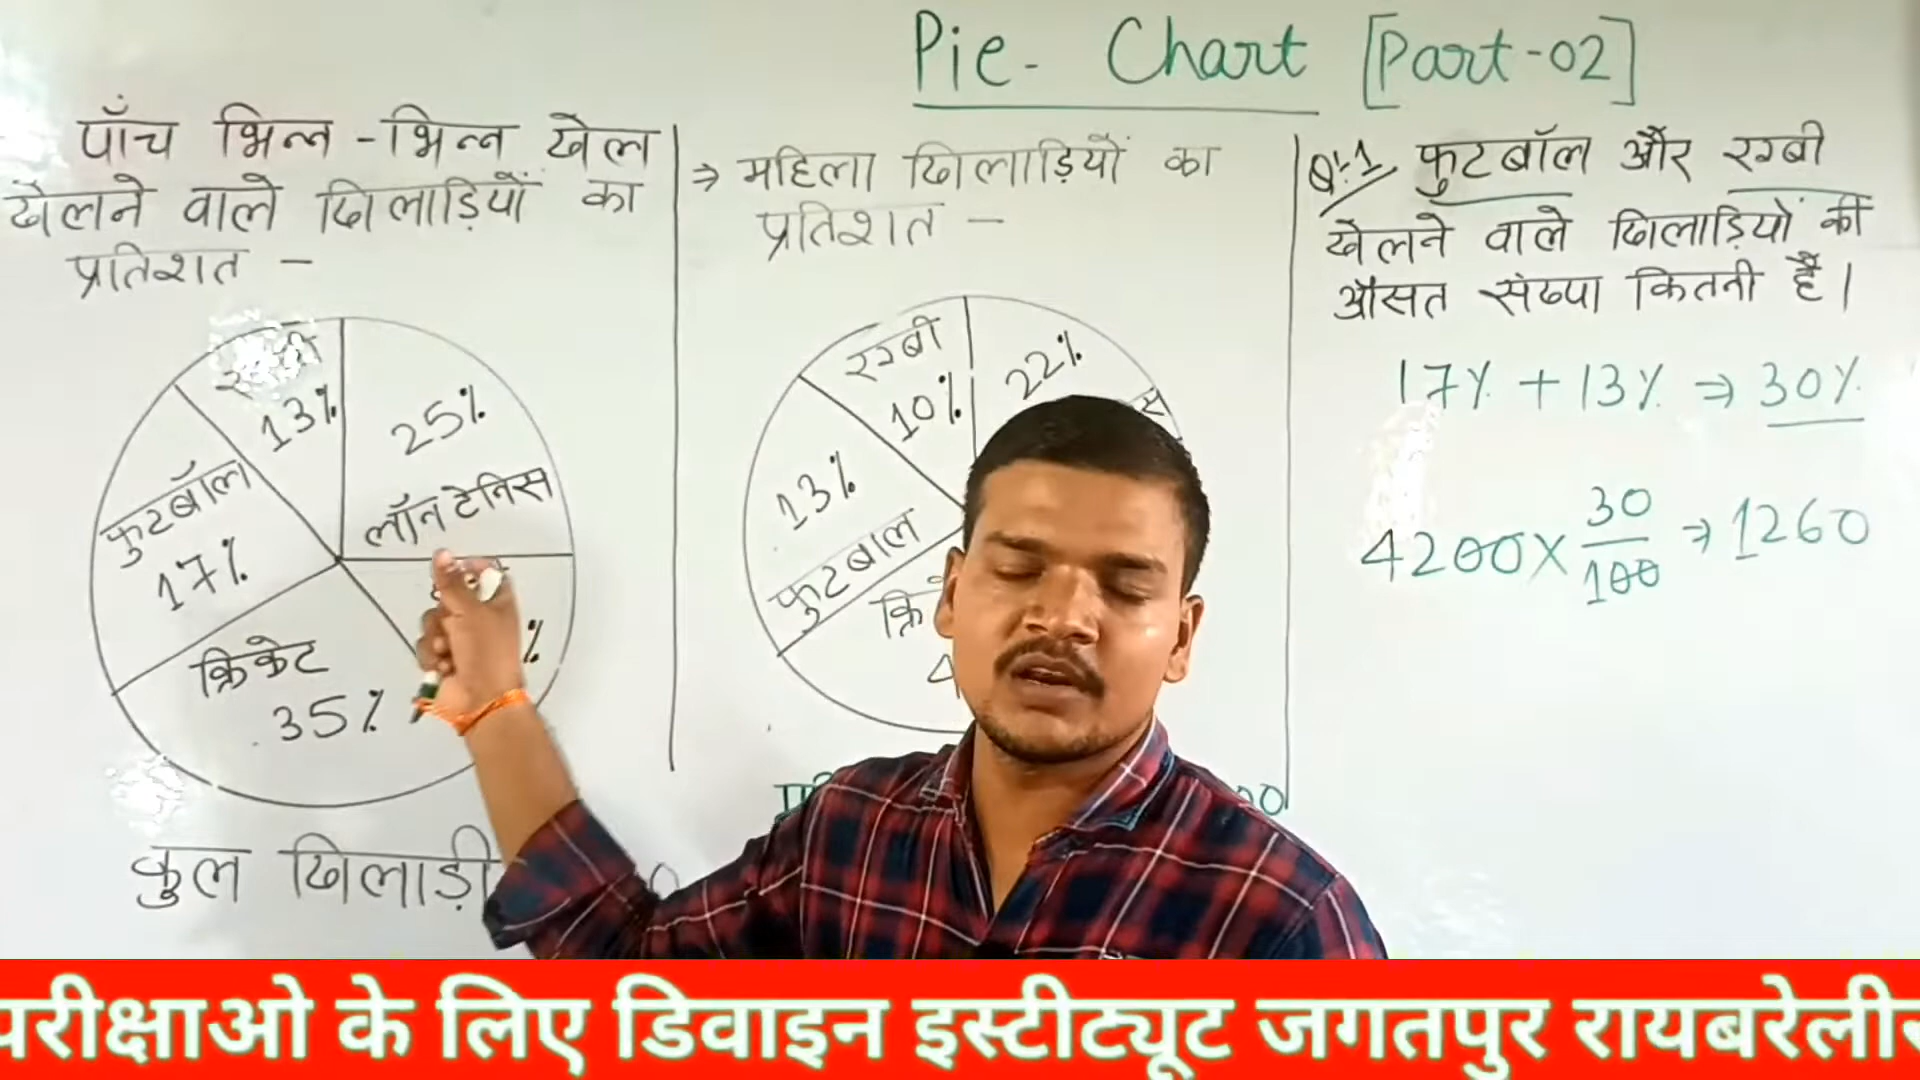 Pie- Chart [Part-02]
पाँच भिन्न-भिन्न खेल
खेलने वाले खिलाड़ियों का
प्रतिशत -
13%
25%
लॉन टेनिस
फुटबॉल
17%
%
क्रिकेट
35%
कुल खिलाड़ी
⇒ महिला खिलाड़ियों का
प्रतिशत -
रग्बी
10%
22%
13%
फुटबाल
Q:-1 फुटबॉल और रग्बी
खेलने वाले खिलाड़ियों की
औसत संख्या कितनी है।
17% + 13% ⇒ 30%
4200 × 30/100 ⇒ 1260
परीक्षाओ के लिए डिवाइन इस्टीट्यूट जगतपुर रायबरेली